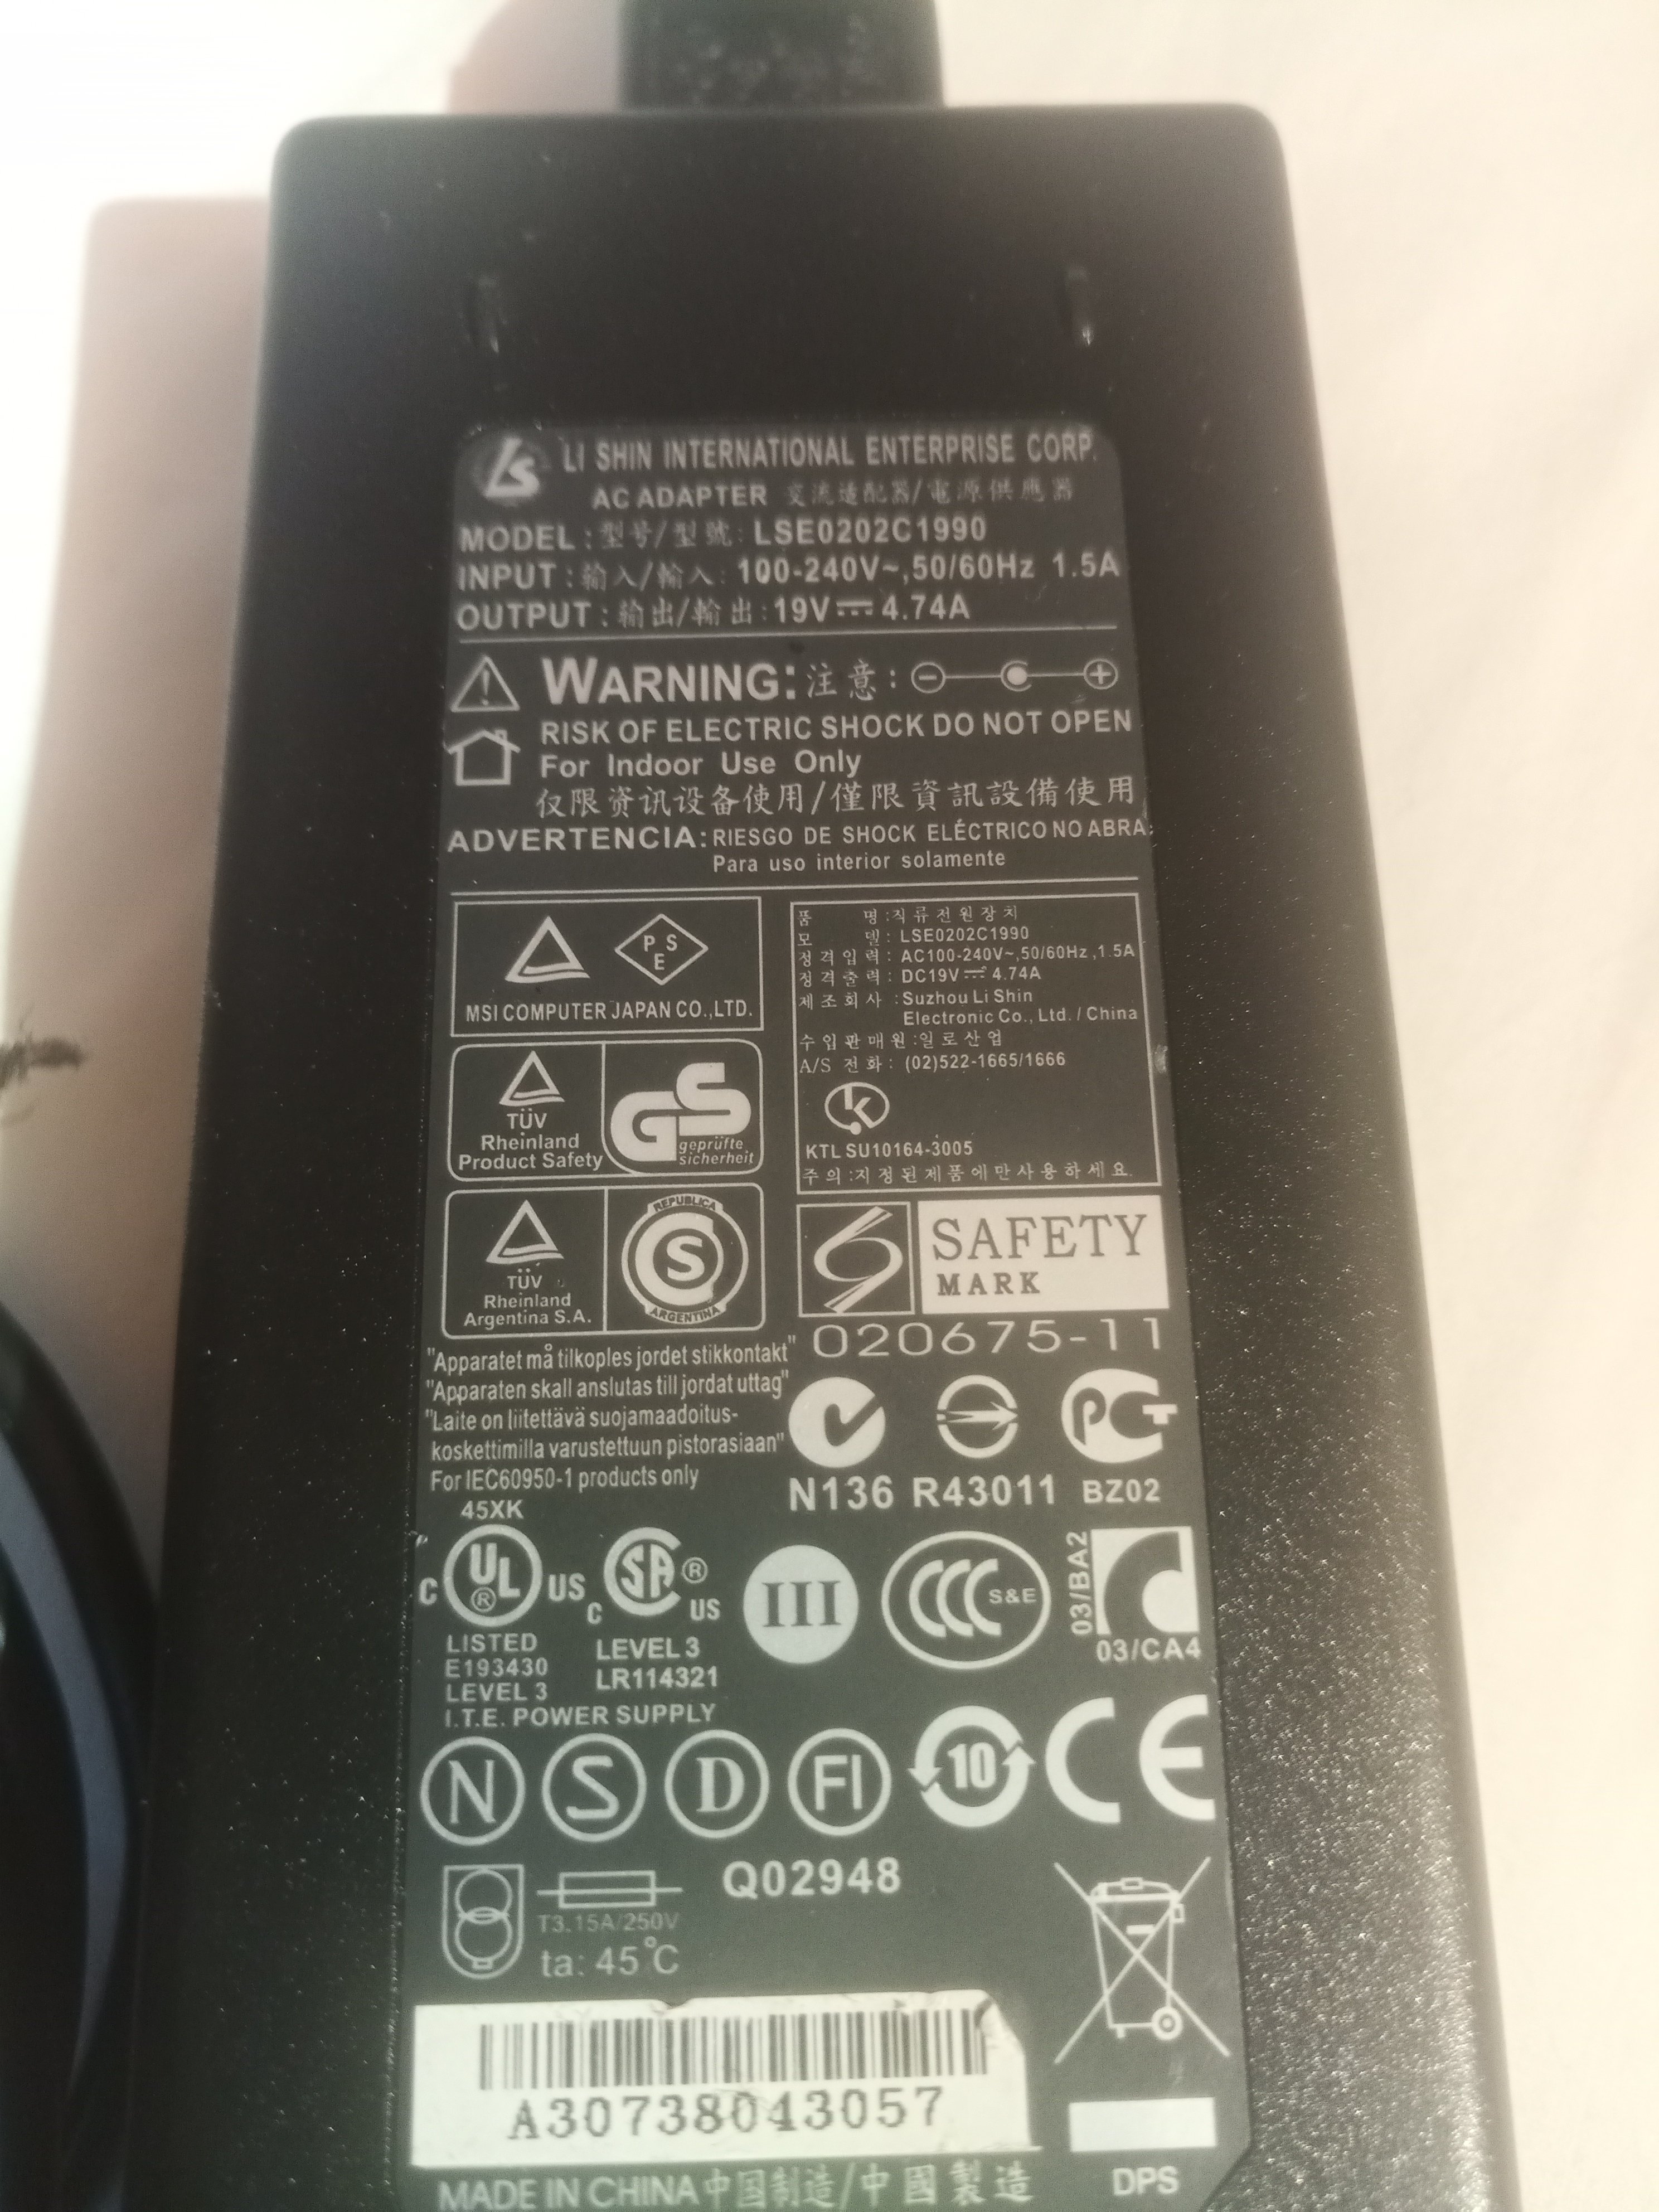 LS LI SHIN INTERNATIONAL ENTERPRISE CORP.
AC ADAPTER 交流适配器/電源供應器
MODEL:型号/型號: LSE0202C1990
INPUT:输入/輸入: 100-240V~,50/60Hz 1.5A
OUTPUT:输出/輸出:19V⎓4.74A
WARNING:注意:
RISK OF ELECTRIC SHOCK DO NOT OPEN
For Indoor Use Only
仅限资讯设备使用/僅限資訊設備使用
ADVERTENCIA:RIESGO DE SHOCK ELÉCTRICO NO ABRA.
Para uso interior solamente
PSE
MSI COMPUTER JAPAN CO.,LTD.
품 명:직류전원장치
모 델: LSE0202C1990
정격입력: AC100-240V~,50/60Hz,1.5A
정격출력: DC19V⎓4.74A
제조회사:Suzhou Li Shin
Electronic Co., Ltd. / China
수입판매원:일로산업
A/S 전화: (02)522-1665/1666
KTL SU10164-3005
주의:지정된제품에만사용하세요.
TÜV
Rheinland
Product Safety
GS
geprüfte
sicherheit
TÜV
Rheinland
Argentina S.A.
REPUBLICA
S
ARGENTINA
SAFETY
MARK
020675-11
"Apparatet må tilkoples jordet stikkontakt"
"Apparaten skall anslutas till jordat uttag"
"Laite on liitettävä suojamaadoitus-
koskettimilla varustettuun pistorasiaan"
For IEC60950-1 products only
N136 R43011 BZ02
PCT
45XK
C UL® US
LISTED
E193430
LEVEL 3
I.T.E. POWER SUPPLY
C SA® US
LEVEL 3
LR114321
III
CCC S&E
03/BA2
03/CA4
N S D FI 10 CE
Q02948
T3.15A/250V
ta: 45°C
A30738043057
MADE IN CHINA中国制造/中國製造
DPS